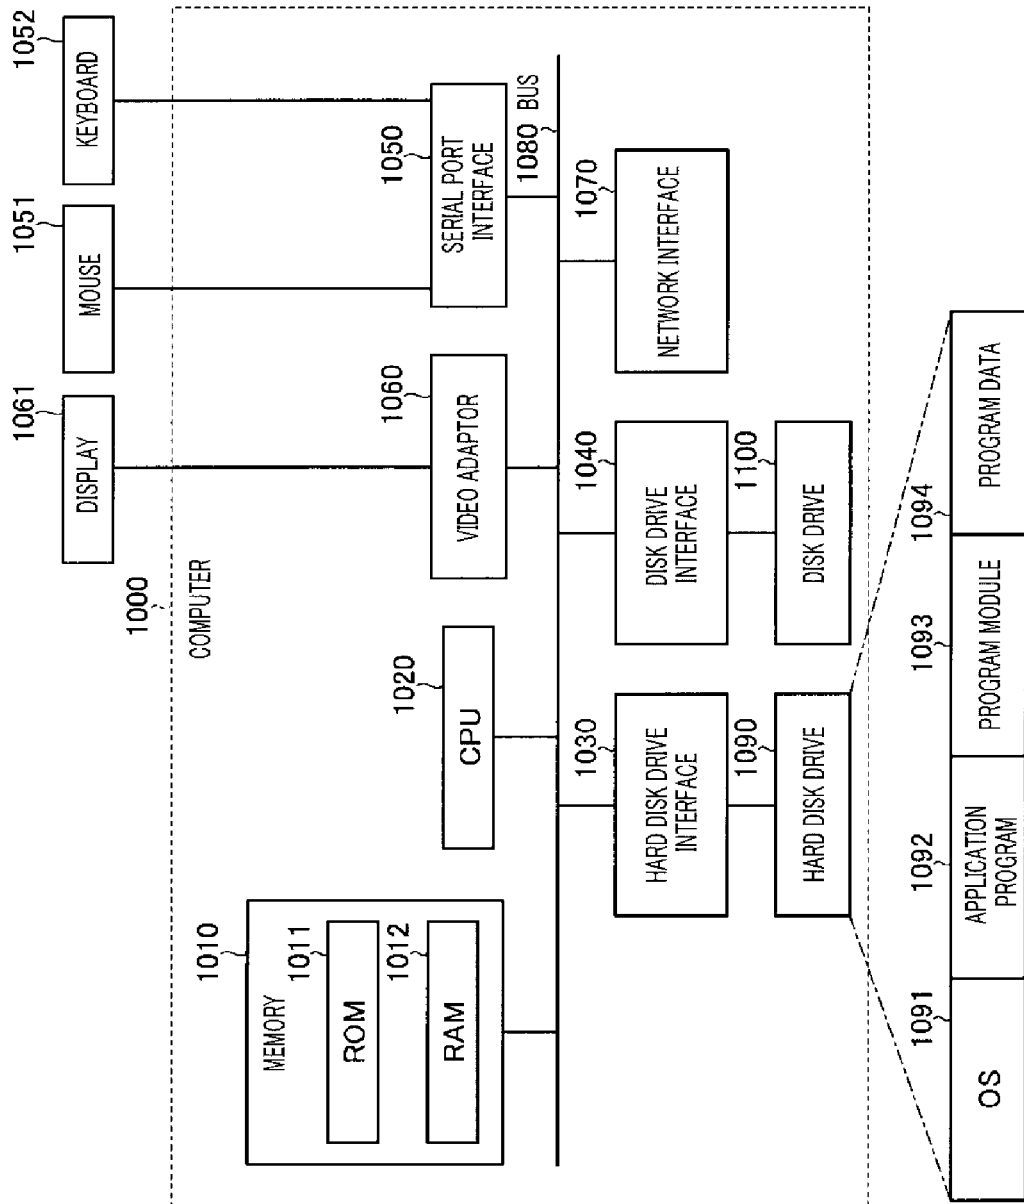 1000
COMPUTER
1010
MEMORY
1011
ROM
1012
RAM
1020
CPU
1061
DISPLAY
1051
MOUSE
1052
KEYBOARD
1060
VIDEO ADAPTOR
1050
SERIAL PORT
INTERFACE
1080 BUS
1030
HARD DISK DRIVE
INTERFACE
1040
DISK DRIVE
INTERFACE
1070
NETWORK INTERFACE
1090
HARD DISK DRIVE
1100
DISK DRIVE
1091
OS
1092
APPLICATION
PROGRAM
1093
PROGRAM MODULE
1094
PROGRAM DATA